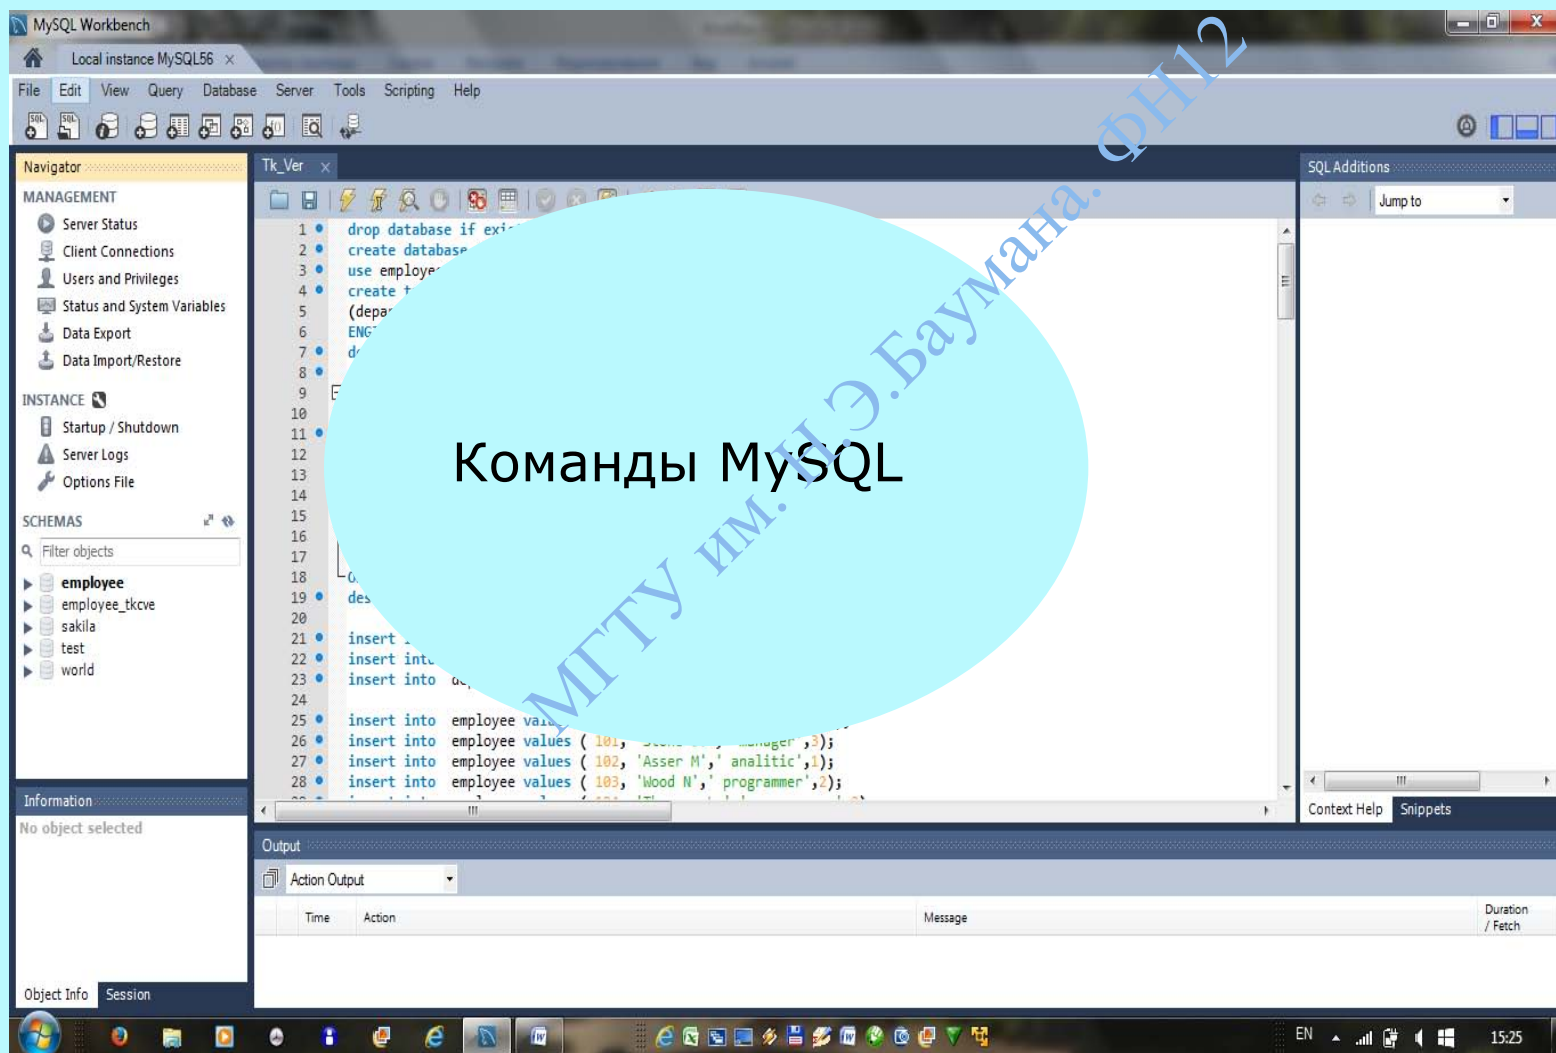 MySQL Workbench
Local instance MySQL56
File Edit View Query Database Server Tools Scripting Help
Navigator
MANAGEMENT
Server Status
Client Connections
Users and Privileges
Status and System Variables
Data Export
Data Import/Restore
INSTANCE
Startup / Shutdown
Server Logs
Options File
SCHEMAS
Filter objects
employee
employee_tkcve
sakila
test
world
Information
No object selected
Object Info Session
Tk_Ver
1 drop database if
2 create database
3 use
4 create
5
6
7
8
9
10
11
12
13
14
15
16
17
18
19
20
21 insert
22 insert into
23 insert into
24
25 insert into employee
26 insert into employee values ( 101, manager',3);
27 insert into employee values ( 102, 'Asser M',' analitic',1);
28 insert into employee values ( 103, 'Wood N',' programmer',2);
Команды MySQL
МГТУ им. Н.Э.Баумана. ФН12
SQL Additions
Jump to
Context Help Snippets
Output
Action Output
Time Action Message Duration / Fetch
EN 15:25